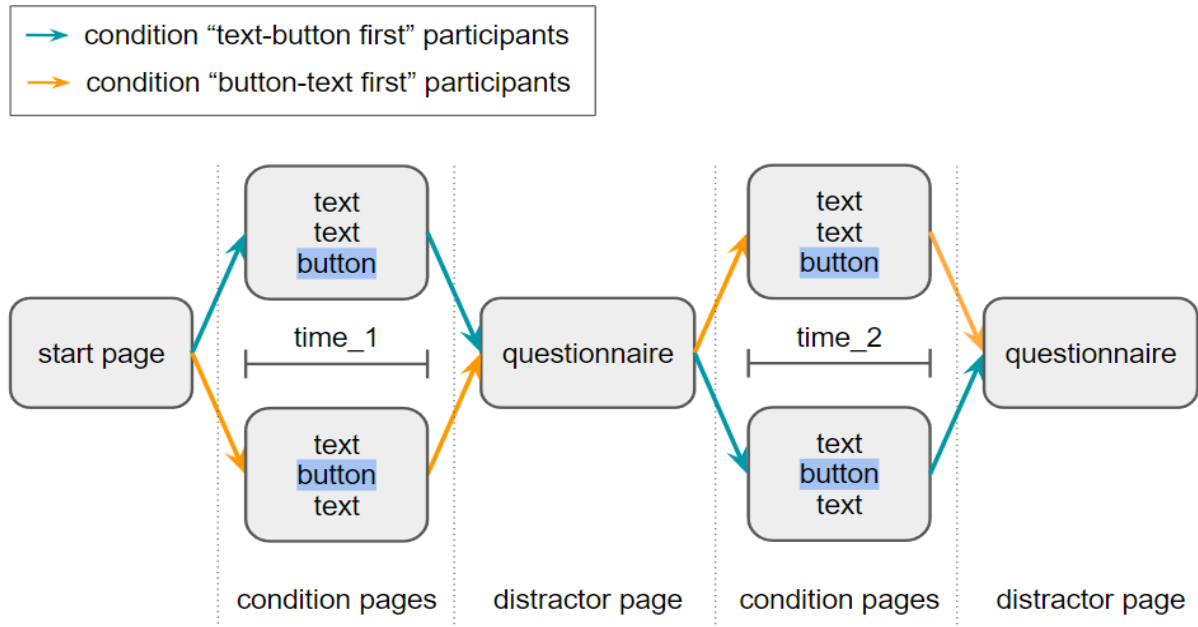 condition “text-button first” participants
condition “button-text first” participants
start page
text
text
button
time_1
text
button
text
questionnaire
text
text
button
time_2
text
button
text
questionnaire
condition pages
distractor page
condition pages
distractor page